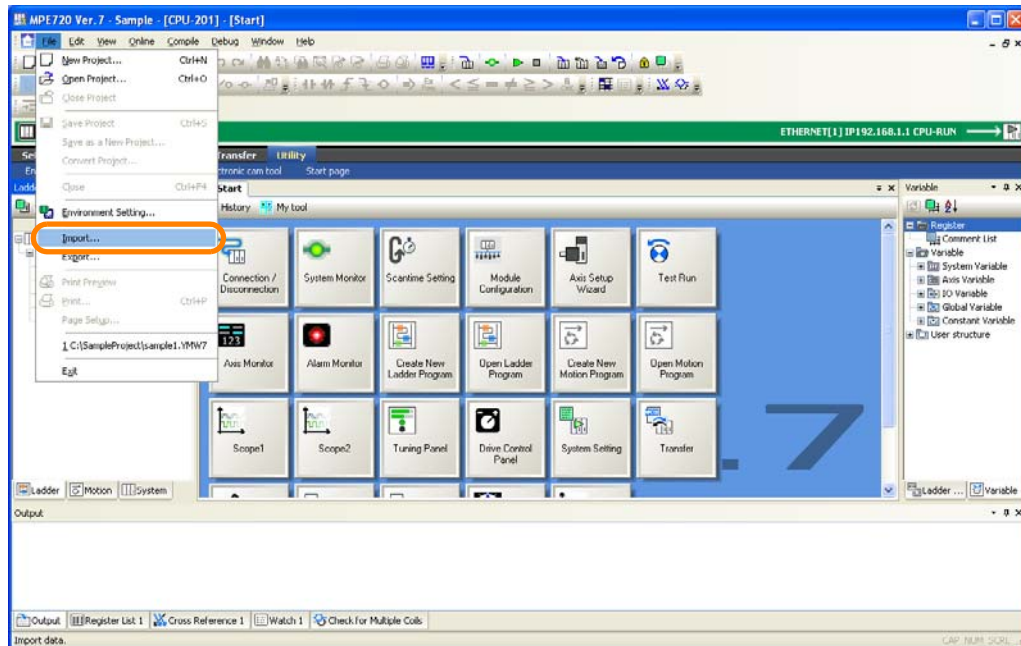 MPE720 Ver. 7 - Sample - [CPU-201] - [Start]
File Edit View Online Compile Debug Window Help
New Project... Ctrl+N
Open Project... Ctrl+O
Close Project
Save Project Ctrl+S
Save as a New Project...
Convert Project...
Close Ctrl+F4
Environment Setting...
Import...
Export...
Print Preview
Print... Ctrl+P
Page Setup...
1 C:\SampleProject\sample1.YMW7
Exit
ETHERNET[1] IP192.168.1.1 CPU-RUN
Transfer Utility
Start page
Start
History My tool
Connection / Disconnection
System Monitor
Scantime Setting
Module Configuration
Axis Setup Wizard
Test Run
123
Axis Monitor
Alarm Monitor
Create New Ladder Program
Open Ladder Program
Create New Motion Program
Open Motion Program
Scope1
Scope2
Tuning Panel
Drive Control Panel
System Setting
Transfer
.7
Variable
Register
Comment List
Variable
System Variable
Axis Variable
IO Variable
Global Variable
Constant Variable
User structure
Ladder Motion System
Ladder ... Variable
Output
Output Register List 1 Cross Reference 1 Watch 1 Check for Multiple Coils
Import data.
CAP NUM SCRL